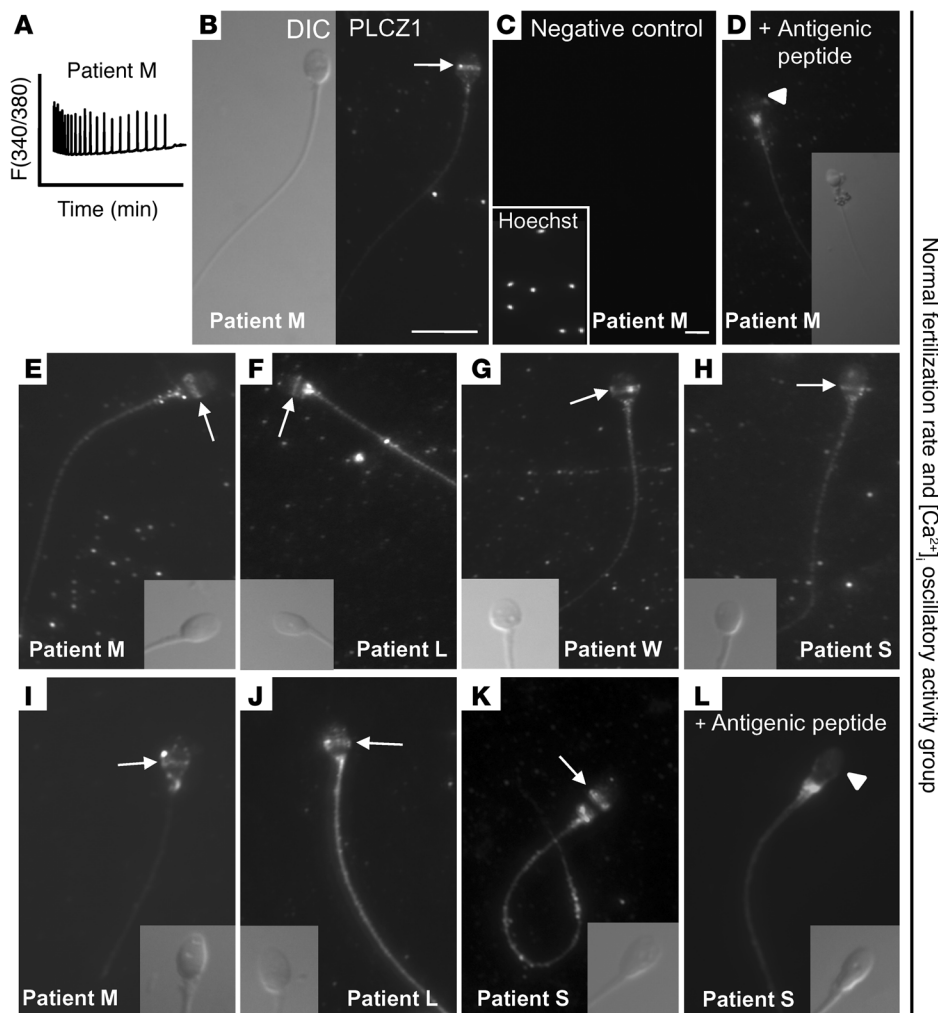 A
Patient M
F(340/380)
Time (min)
B
DIC
PLCZ1
Patient M
C
Negative control
Hoechst
Patient M
D
+ Antigenic
peptide
Patient M
E
Patient M
F
Patient L
G
Patient W
H
Patient S
I
Patient M
J
Patient L
K
Patient S
L
+ Antigenic peptide
Patient S
Normal fertilization rate and [Ca²⁺]ᵢ oscillatory activity group